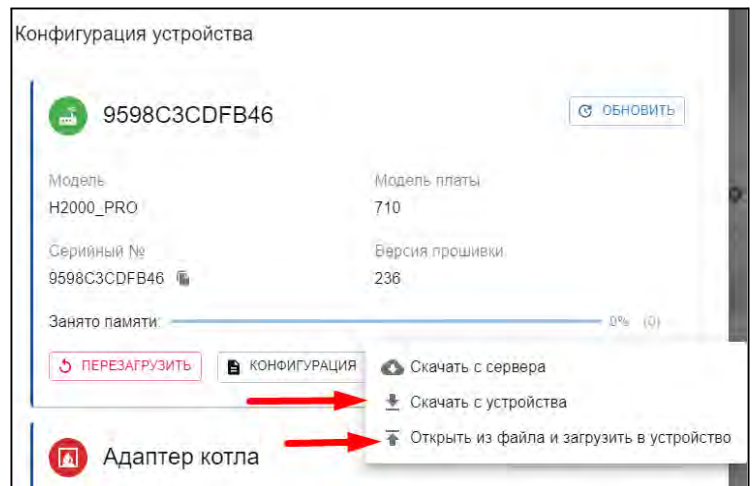 Конфигурация устройства
9598C3CDFB46
ОБНОВИТЬ
Модель
Модель платы
H2000_PRO
710
Серийный №
Версия прошивки
9598C3CDFB46
236
Занято памяти:
0% (0)
ПЕРЕЗАГРУЗИТЬ
КОНФИГУРАЦИЯ
Скачать с сервера
Скачать с устройства
Открыть из файла и загрузить в устройство
Адаптер котла